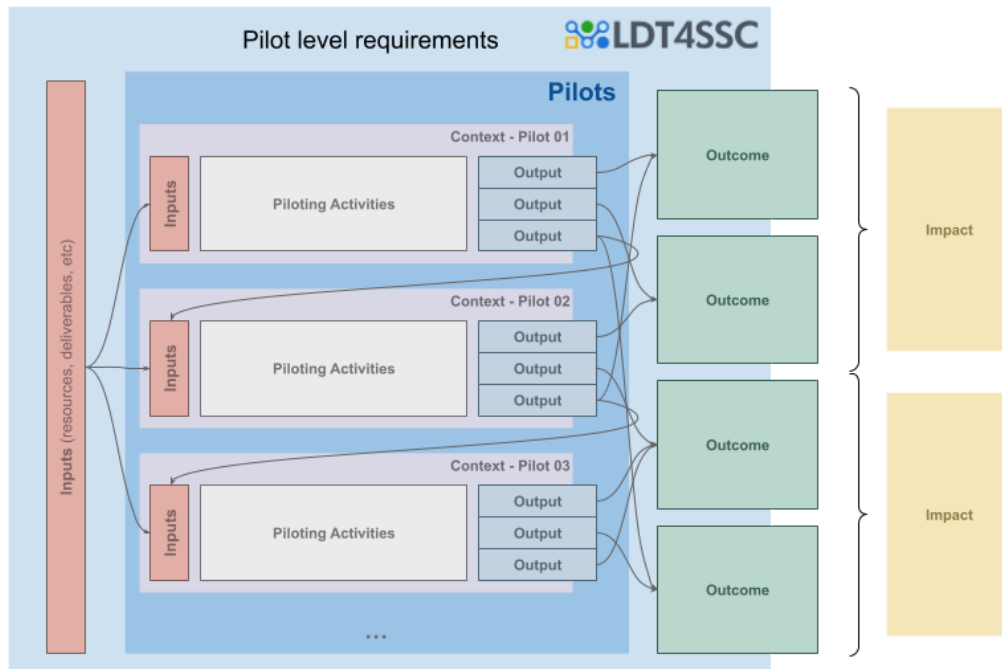 Pilot level requirements
LDT4SSC
Pilots
Inputs (resources, deliverables, etc)
Context - Pilot 01
Inputs
Piloting Activities
Output
Output
Output
Context - Pilot 02
Inputs
Piloting Activities
Output
Output
Output
Context - Pilot 03
Inputs
Piloting Activities
Output
Output
Output
...
Outcome
Outcome
Outcome
Outcome
Impact
Impact